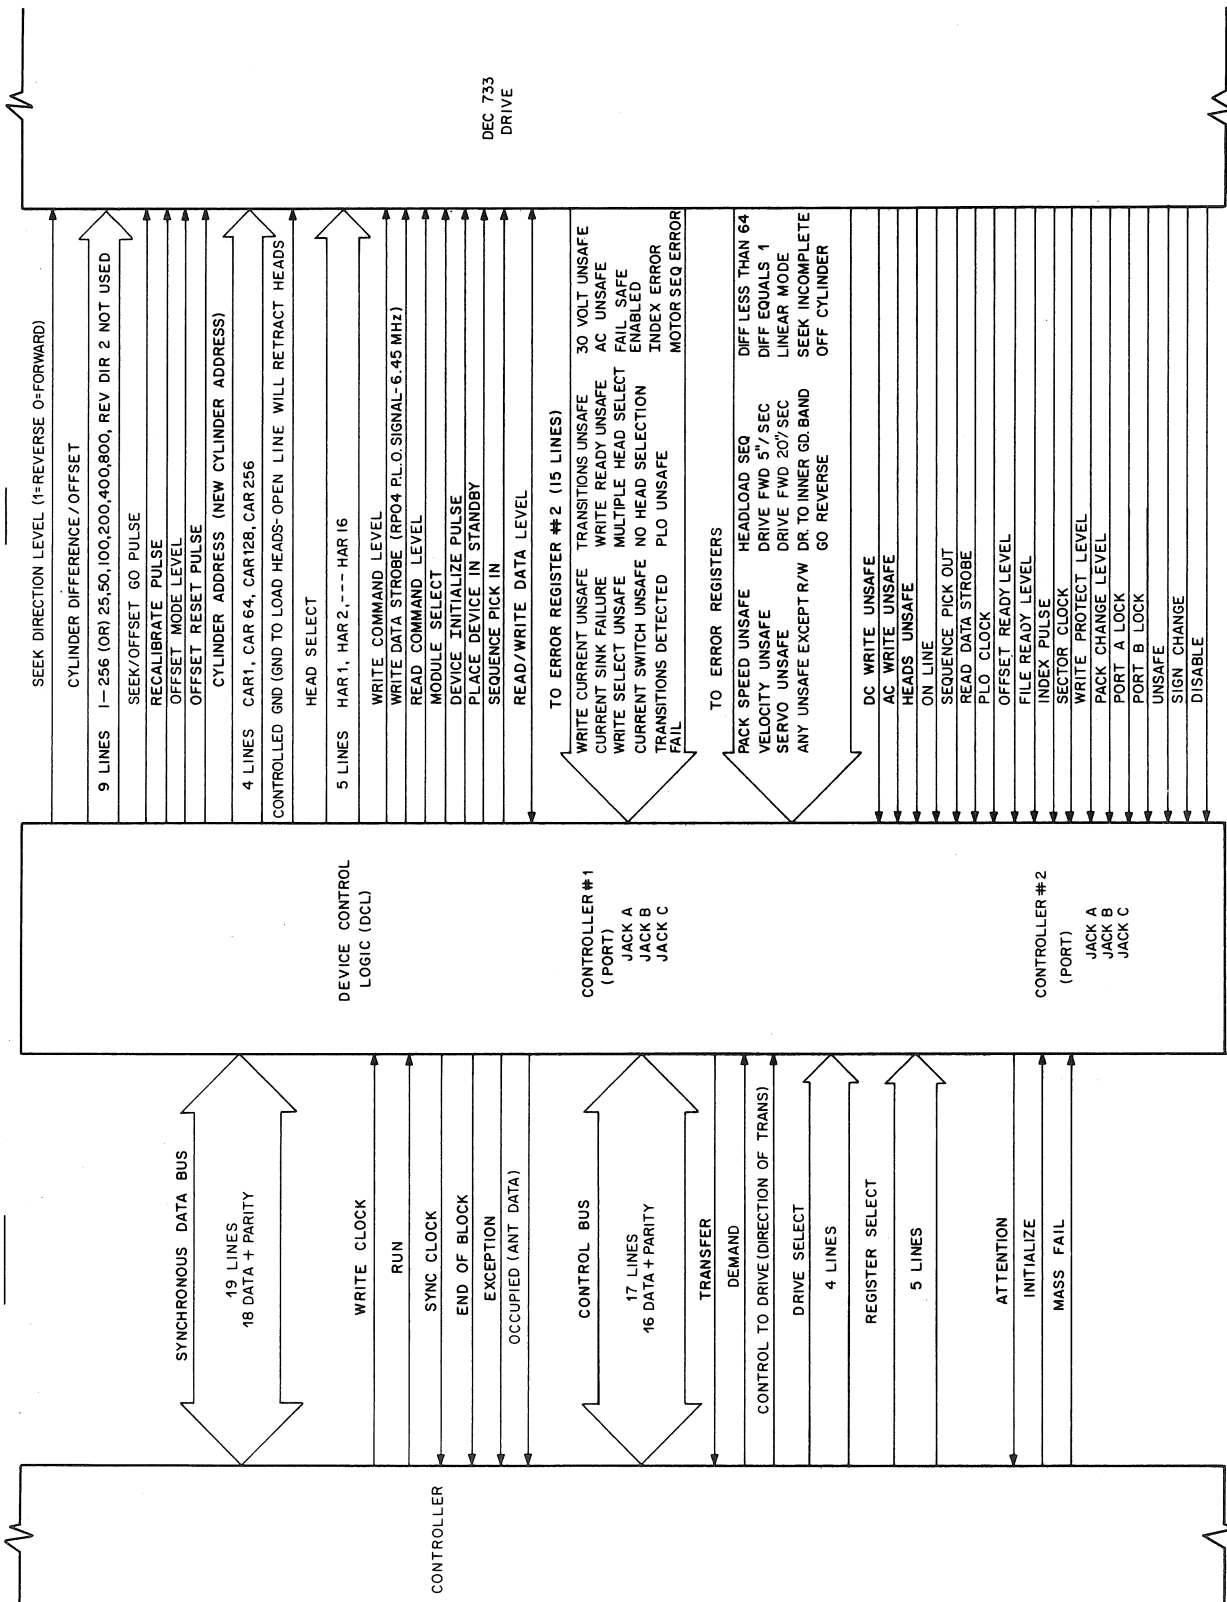 CONTROLLER
SYNCHRONOUS DATA BUS
19 LINES
18 DATA + PARITY
WRITE CLOCK
RUN
SYNC CLOCK
END OF BLOCK
EXCEPTION
OCCUPIED (ANT DATA)
CONTROL BUS
17 LINES
16 DATA + PARITY
TRANSFER
DEMAND
CONTROL TO DRIVE (DIRECTION OF TRANS)
DRIVE SELECT
4 LINES
REGISTER SELECT
5 LINES
ATTENTION
INITIALIZE
MASS FAIL
DEVICE CONTROL
LOGIC (DCL)
CONTROLLER #1
(PORT)
JACK A
JACK B
JACK C
CONTROLLER #2
(PORT)
JACK A
JACK B
JACK C
SEEK DIRECTION LEVEL (1=REVERSE 0=FORWARD)
CYLINDER DIFFERENCE/OFFSET
9 LINES 1-256 (OR) 25,50,100,200,400,800, REV DIR 2 NOT USED
SEEK/OFFSET GO PULSE
RECALIBRATE PULSE
OFFSET MODE LEVEL
OFFSET RESET PULSE
CYLINDER ADDRESS (NEW CYLINDER ADDRESS)
4 LINES CAR1, CAR 64, CAR128, CAR 256
CONTROLLED GND (GND TO LOAD HEADS-OPEN LINE WILL RETRACT HEADS
HEAD SELECT
5 LINES HAR 1, HAR 2,--- HAR 16
WRITE COMMAND LEVEL
WRITE DATA STROBE (RP04 P.L.O. SIGNAL-6.45 MHz)
READ COMMAND LEVEL
MODULE SELECT
DEVICE INITIALIZE PULSE
PLACE DEVICE IN STANDBY
SEQUENCE PICK IN
READ/WRITE DATA LEVEL
TO ERROR REGISTER #2 (15 LINES)
WRITE CURRENT UNSAFE TRANSITIONS UNSAFE 30 VOLT UNSAFE
CURRENT SINK FAILURE WRITE READY UNSAFE AC UNSAFE
WRITE SELECT UNSAFE MULTIPLE HEAD SELECT FAIL SAFE
CURRENT SWITCH UNSAFE NO HEAD SELECTION ENABLED
TRANSITIONS DETECTED PLO UNSAFE INDEX ERROR
FAIL MOTOR SEQ ERROR
TO ERROR REGISTERS
PACK SPEED UNSAFE HEADLOAD SEQ DIFF LESS THAN 64
VELOCITY UNSAFE DRIVE FWD 5"/SEC DIFF EQUALS 1
SERVO UNSAFE DRIVE FWD 20"/SEC LINEAR MODE
ANY UNSAFE EXCEPT R/W DR. TO INNER GD. BAND SEEK INCOMPLETE
GO REVERSE OFF CYLINDER
DC WRITE UNSAFE
AC WRITE UNSAFE
HEADS UNSAFE
ON LINE
SEQUENCE PICK OUT
READ DATA STROBE
PLO CLOCK
OFFSET READY LEVEL
FILE READY LEVEL
INDEX PULSE
SECTOR CLOCK
WRITE PROTECT LEVEL
PACK CHANGE LEVEL
PORT A LOCK
PORT B LOCK
UNSAFE
SIGN CHANGE
DISABLE
DEC 733
DRIVE